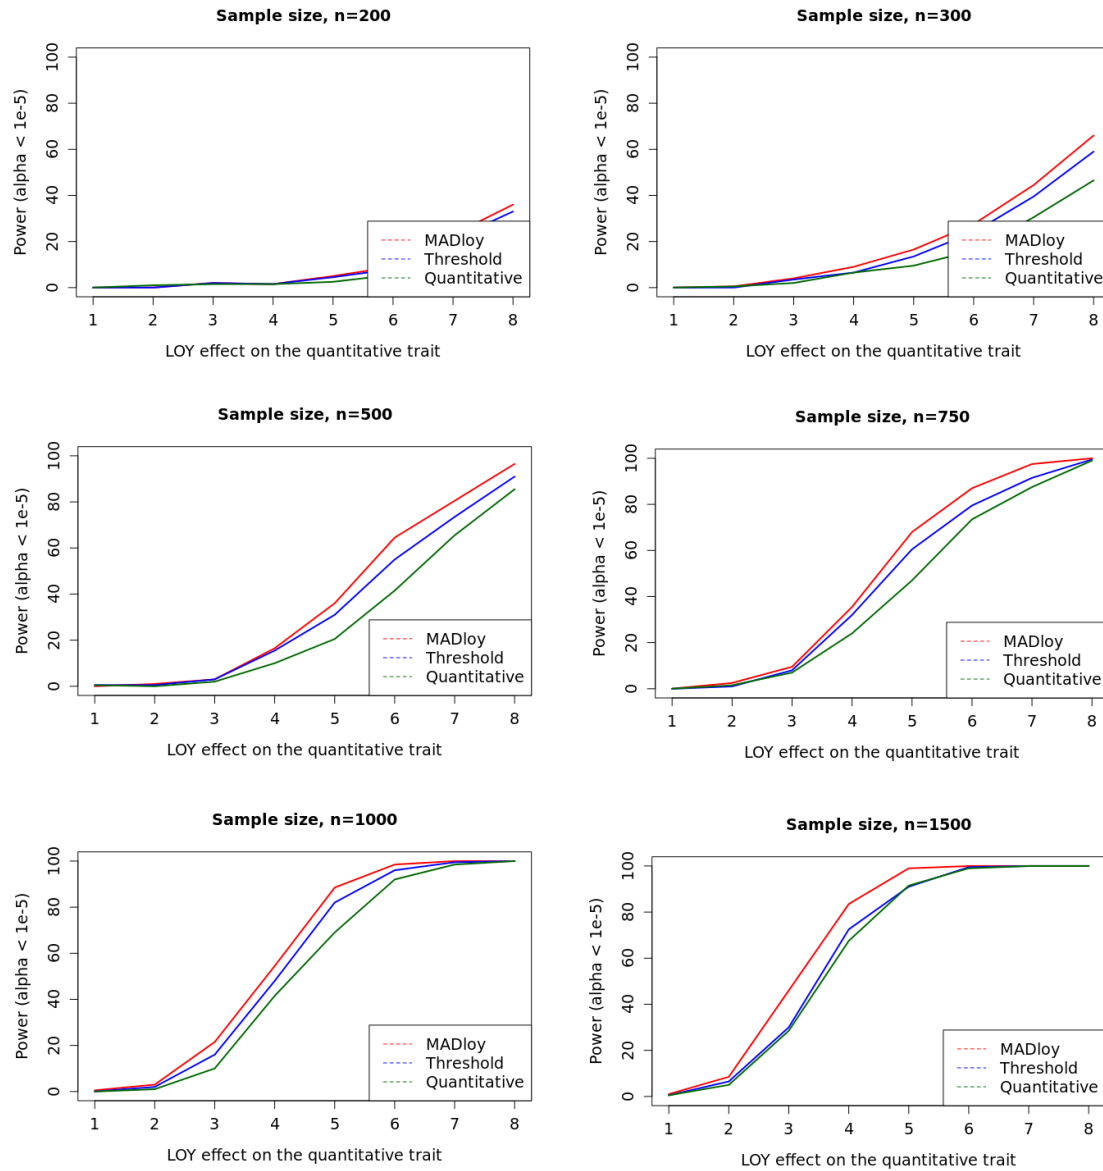 Sample size, n=200
Power (alpha < 1e-5)
100
80
60
40
20
0
MADloy
Threshold
Quantitative
1 2 3 4 5 6 7 8
LOY effect on the quantitative trait
Sample size, n=300
Power (alpha < 1e-5)
100
80
60
40
20
0
MADloy
Threshold
Quantitative
1 2 3 4 5 6 7 8
LOY effect on the quantitative trait
Sample size, n=500
Power (alpha < 1e-5)
100
80
60
40
20
0
MADloy
Threshold
Quantitative
1 2 3 4 5 6 7 8
LOY effect on the quantitative trait
Sample size, n=750
Power (alpha < 1e-5)
100
80
60
40
20
0
MADloy
Threshold
Quantitative
1 2 3 4 5 6 7 8
LOY effect on the quantitative trait
Sample size, n=1000
Power (alpha < 1e-5)
100
80
60
40
20
0
MADloy
Threshold
Quantitative
1 2 3 4 5 6 7 8
LOY effect on the quantitative trait
Sample size, n=1500
Power (alpha < 1e-5)
100
80
60
40
20
0
MADloy
Threshold
Quantitative
1 2 3 4 5 6 7 8
LOY effect on the quantitative trait